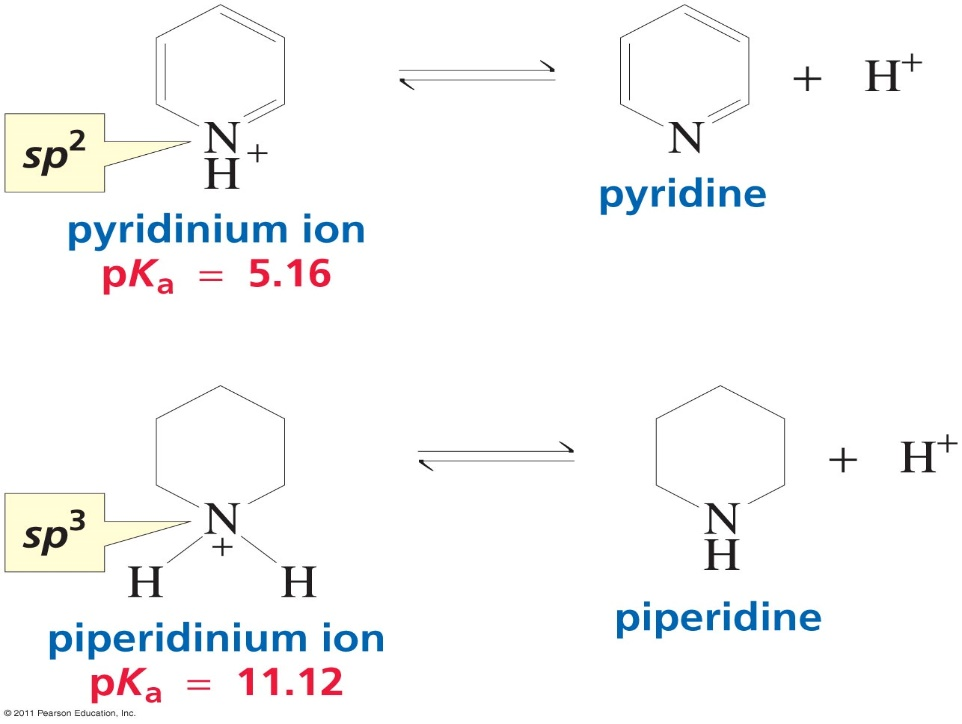 + H⁺
sp²
N
H +
N
pyridinium ion
pyridine
pKₐ = 5.16
+ H⁺
sp³
N
+
H H
N
H
piperidinium ion
piperidine
pKₐ = 11.12
© 2011 Pearson Education, Inc.